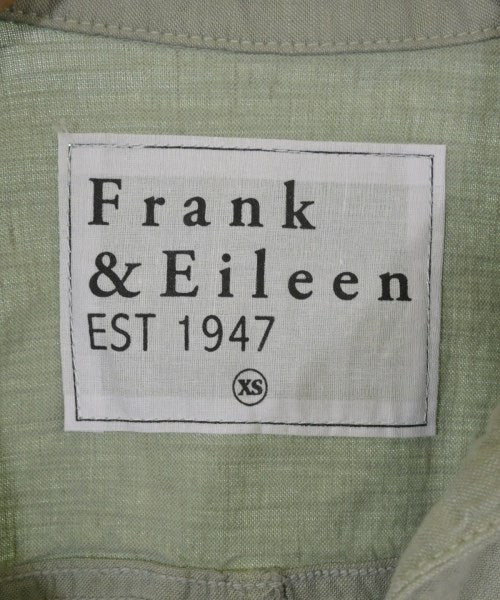 Frank
& Eileen
EST 1947
XS